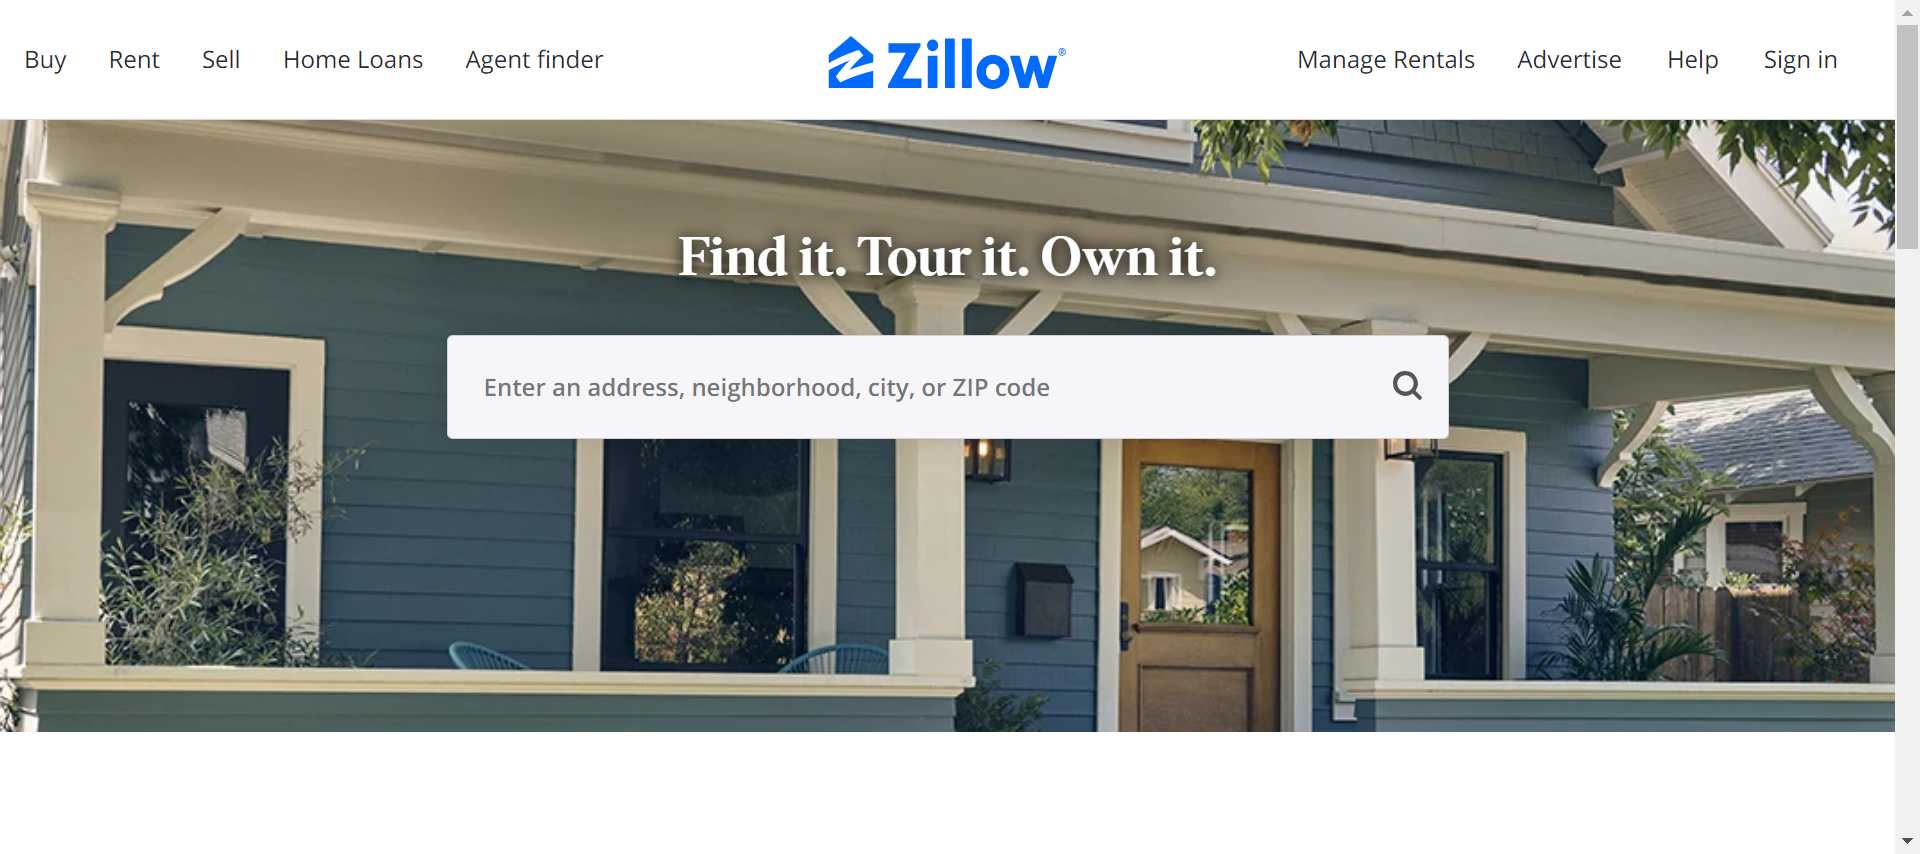 Buy Rent Sell Home Loans Agent finder Zillow® Manage Rentals Advertise Help Sign in
Find it. Tour it. Own it.
Enter an address, neighborhood, city, or ZIP code